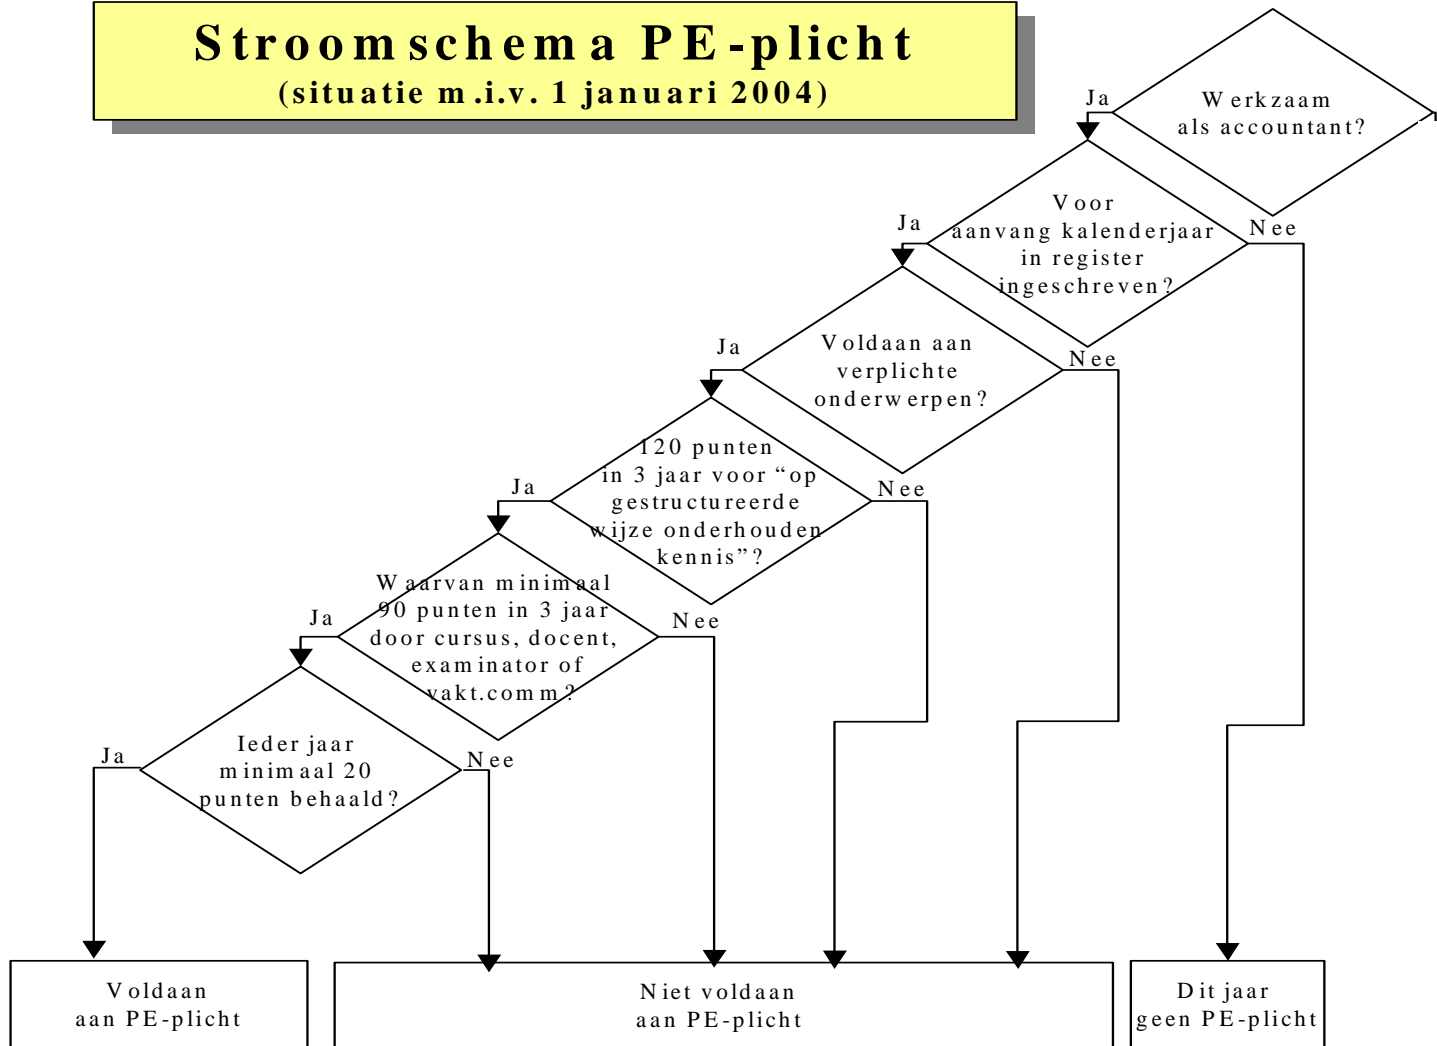 Stroomschema PE-plicht
(situatie m.i.v. 1 januari 2004)
Werkzaam
als accountant?
Ja
Voor
aanvang kalenderjaar
in register
ingeschreven?
Ja
Nee
Voldaan aan
verplichte
onderwerpen?
Ja
Nee
120 punten
in 3 jaar voor “op
gestructureerde
wijze onderhouden
kennis”?
Ja
Nee
Waarvan minimaal
90 punten in 3 jaar
door cursus, docent,
examinator of
vakt.comm?
Ja
Nee
Ieder jaar
minimaal 20
punten behaald?
Ja
Nee
Voldaan
aan PE-plicht
Niet voldaan
aan PE-plicht
Dit jaar
geen PE-plicht